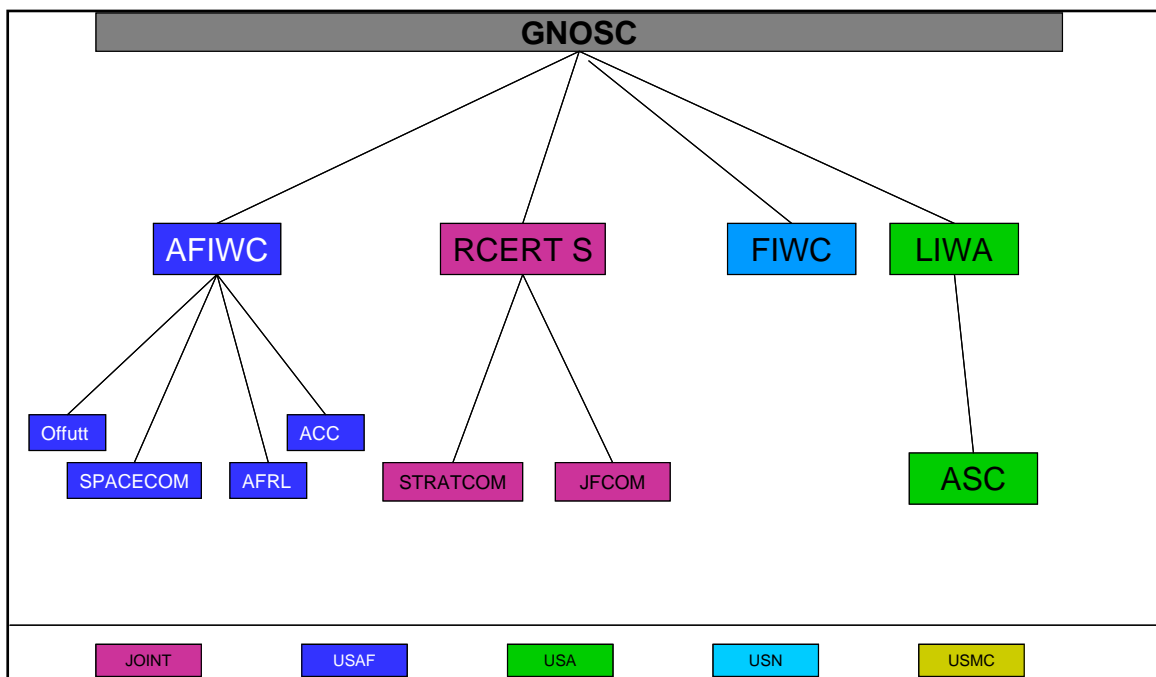 GNOSC
AFIWC
RCERT S
FIWC
LIWA
Offutt
ACC
SPACECOM
AFRL
STRATCOM
JFCOM
ASC
JOINT
USAF
USA
USN
USMC